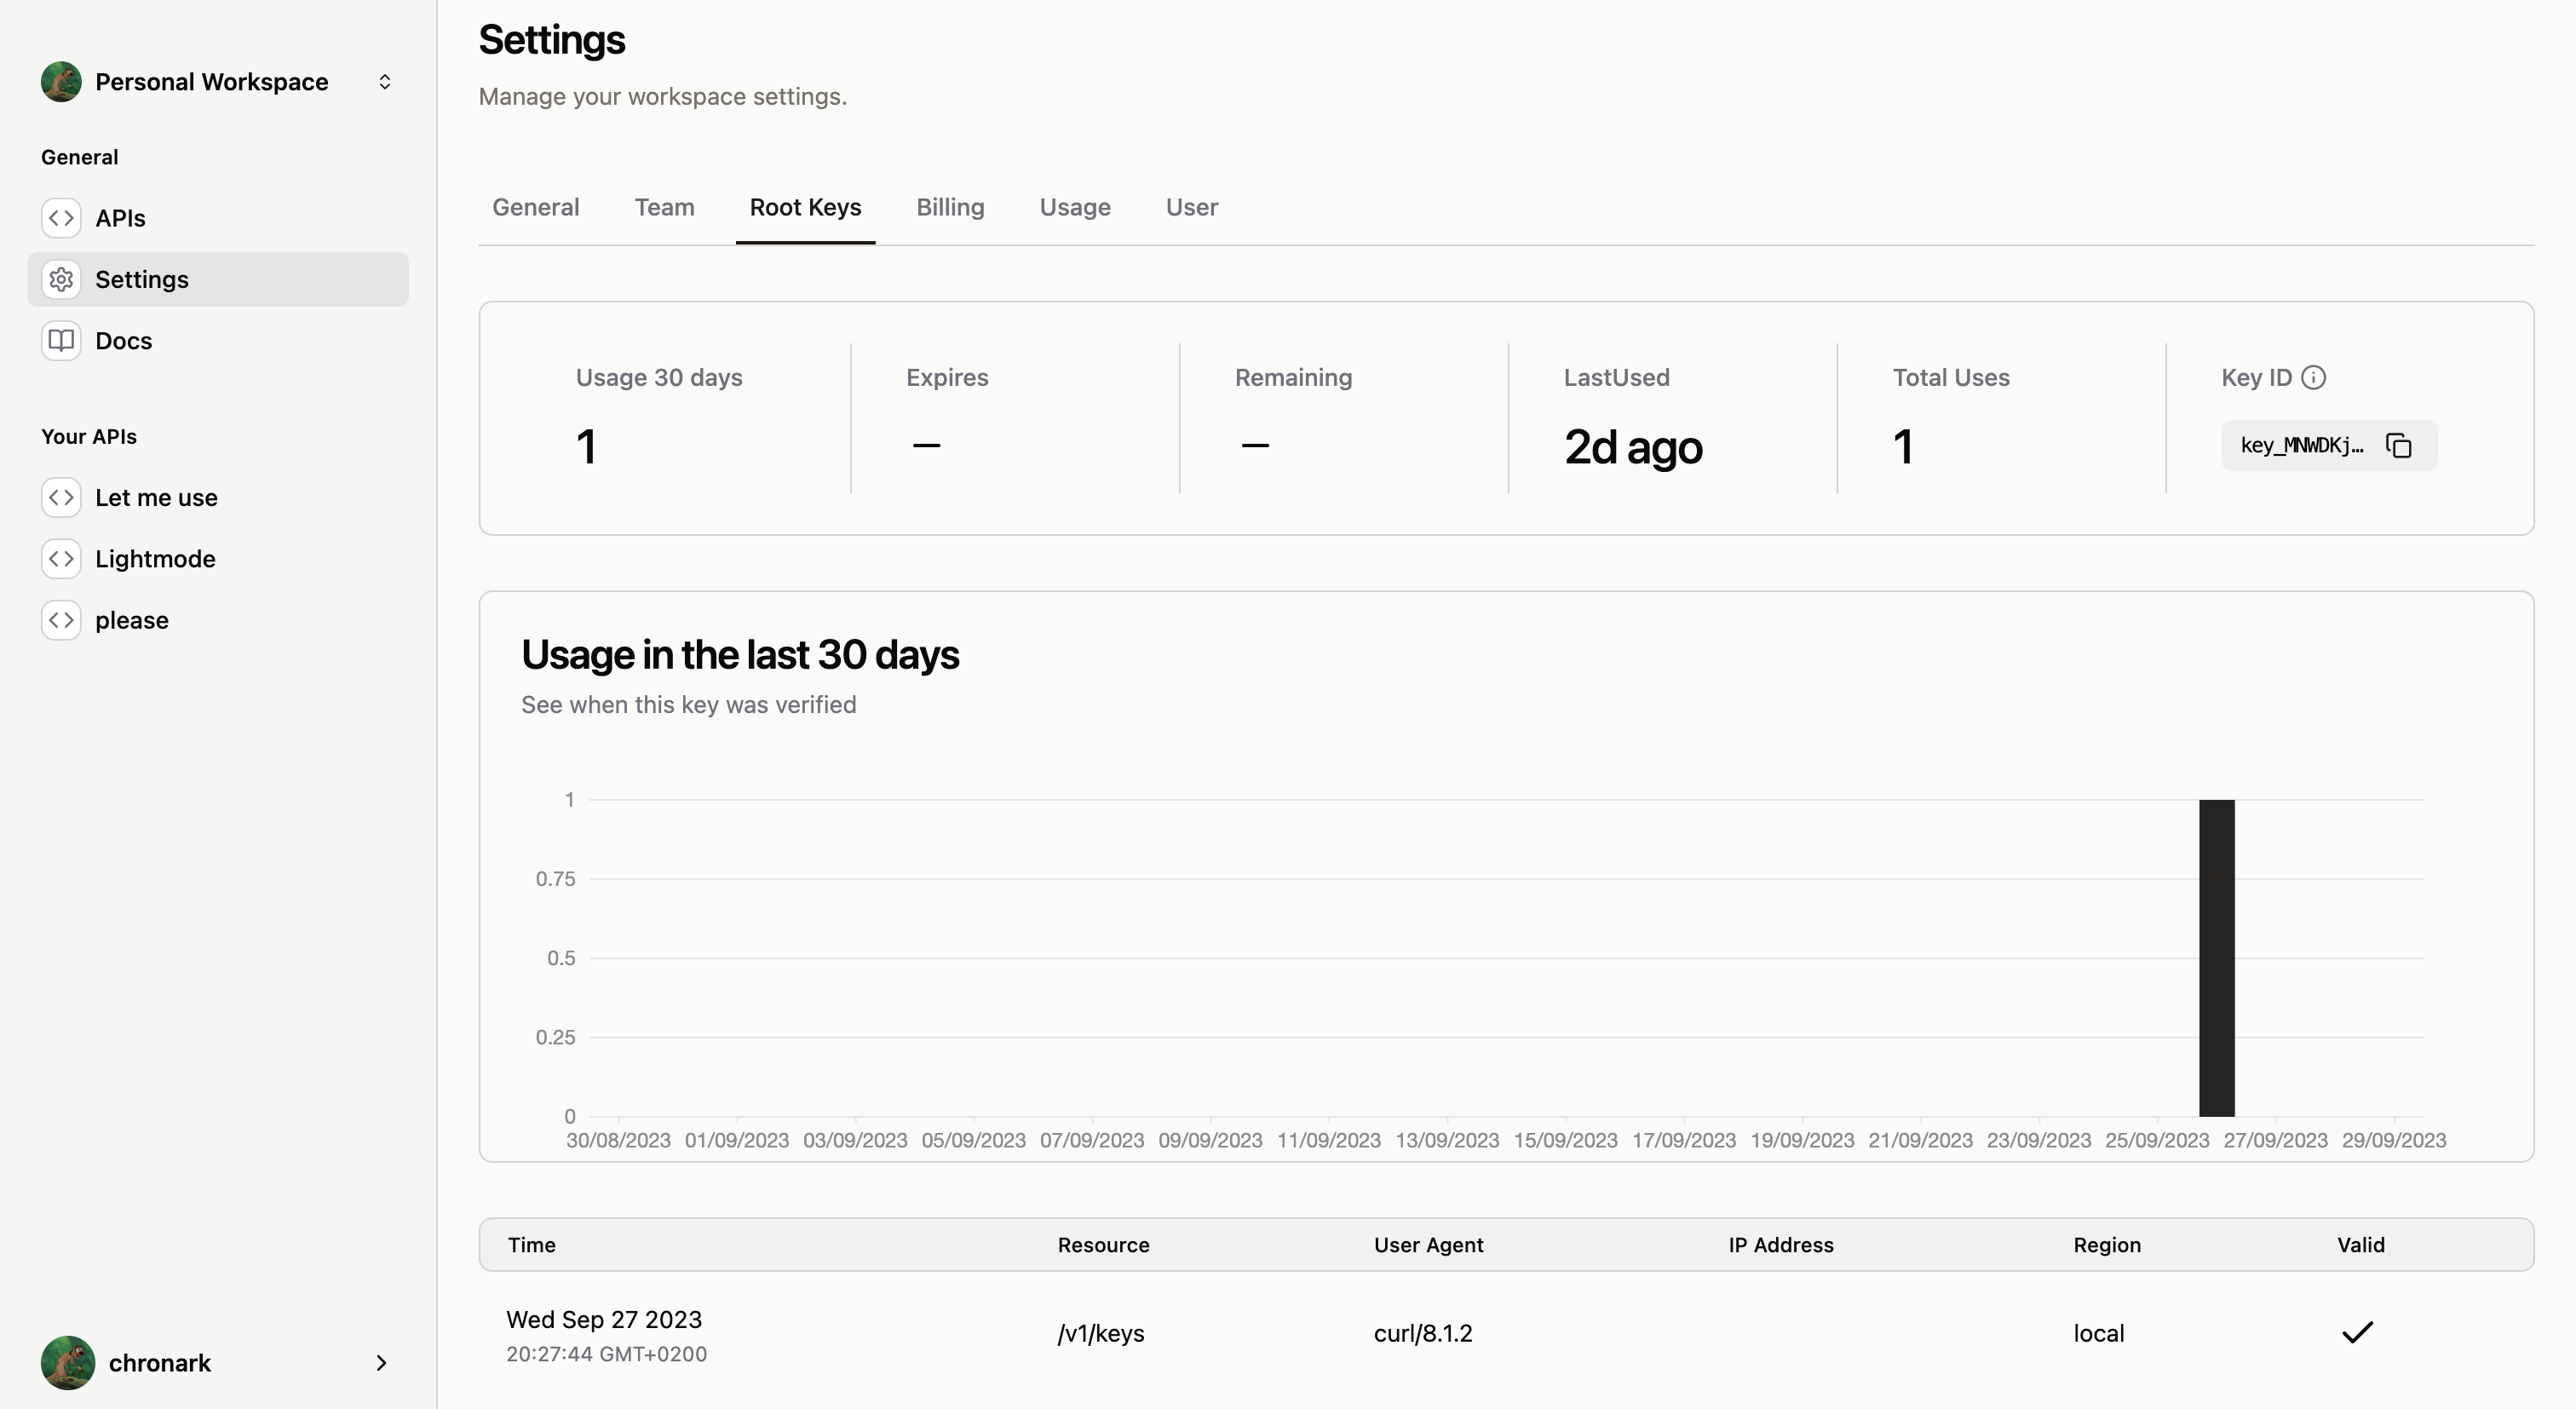 Personal Workspace
General
APIs
Settings
Docs
Your APIs
Let me use
Lightmode
please
chronark
Settings
Manage your workspace settings.
General Team Root Keys Billing Usage User
Usage 30 days Expires Remaining LastUsed Total Uses Key ID
1 – – 2d ago 1 key_MNWDKj…
Usage in the last 30 days
See when this key was verified
1
0.75
0.5
0.25
0
30/08/2023 01/09/2023 03/09/2023 05/09/2023 07/09/2023 09/09/2023 11/09/2023 13/09/2023 15/09/2023 17/09/2023 19/09/2023 21/09/2023 23/09/2023 25/09/2023 27/09/2023 29/09/2023
Time Resource User Agent IP Address Region Valid
Wed Sep 27 2023 /v1/keys curl/8.1.2 local
20:27:44 GMT+0200